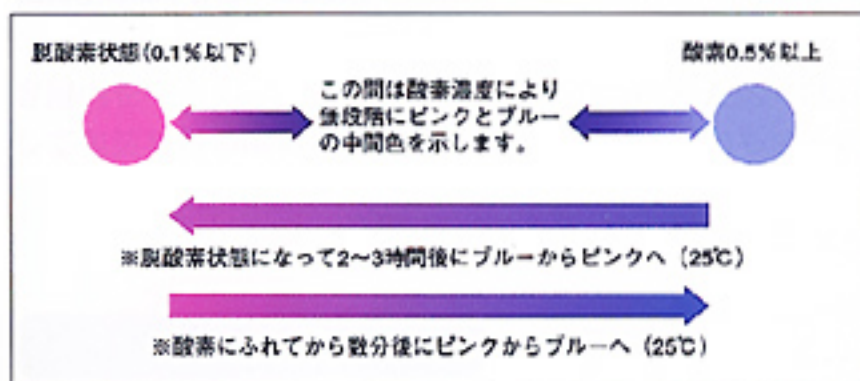 脱酸素状態(0.1%以下)
酸素0.5%以上
この間は酸素濃度により
無段階にピンクとブルー
の中間色を示します。
※脱酸素状態になって2〜3時間後にブルーからピンクへ(25℃)
※酸素にふれてから数分後にピンクからブルーへ(25℃)